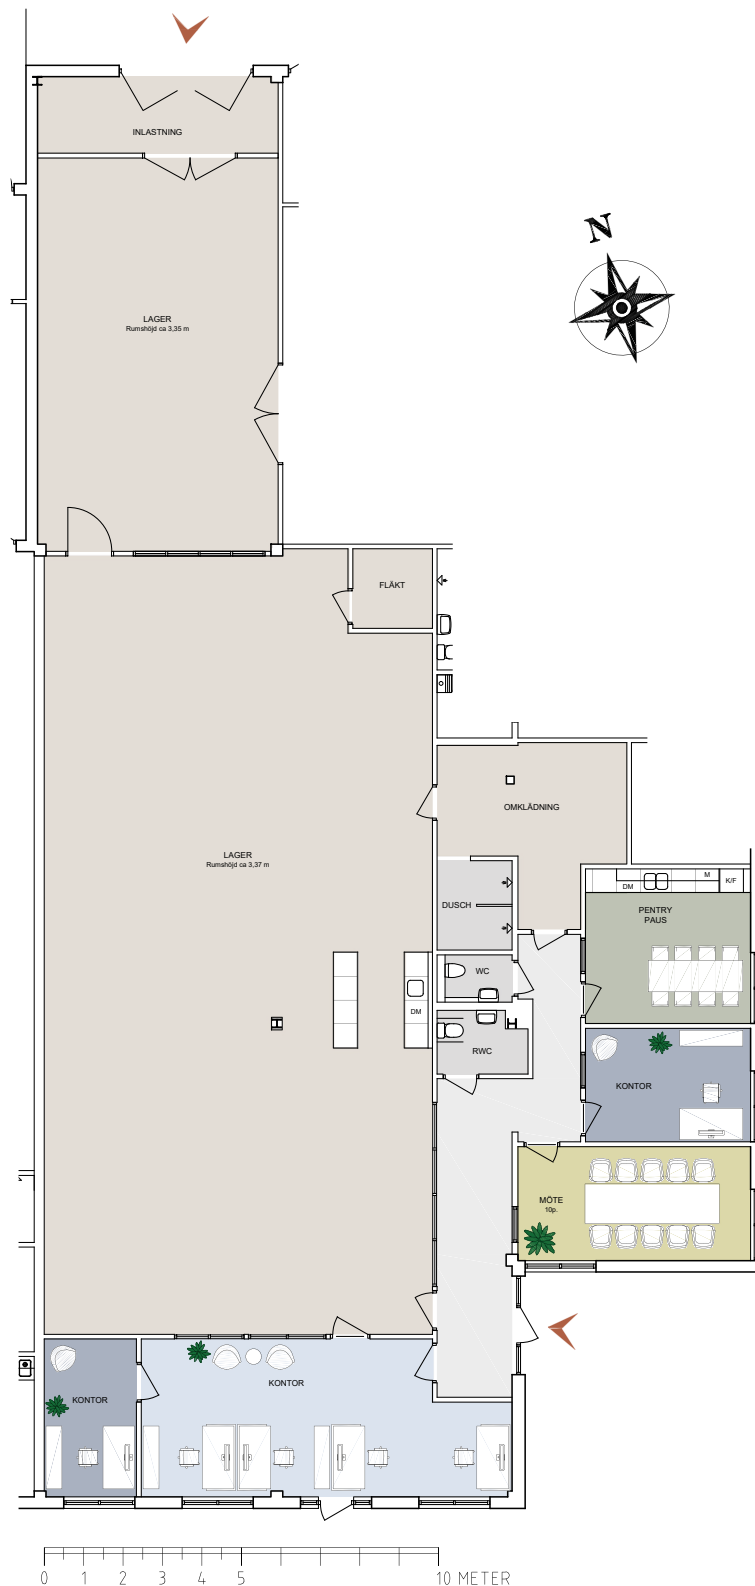 INLASTNING
N
LAGER
Rumshöjd ca 3,35 m
FLÄKT
OMKLÄDNING
LAGER
Rumshöjd ca 3,37 m
M
K/F
DM
DUSCH
PENTRY
PAUS
WC
DM
RWC
KONTOR
MÖTE
10p.
KONTOR
KONTOR
0 1 2 3 4 5 10 METER